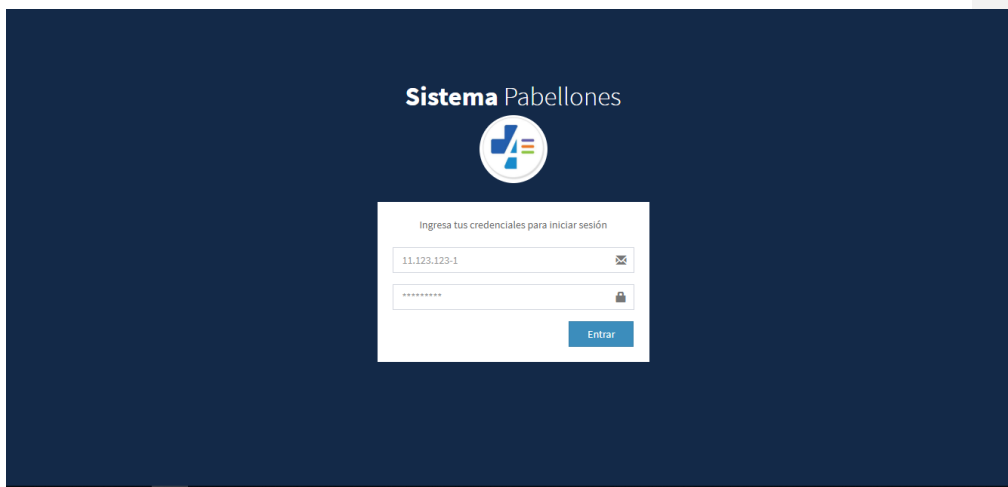 Sistema Pabellones
Ingresa tus credenciales para iniciar sesión
11.123.123-1
*********
Entrar